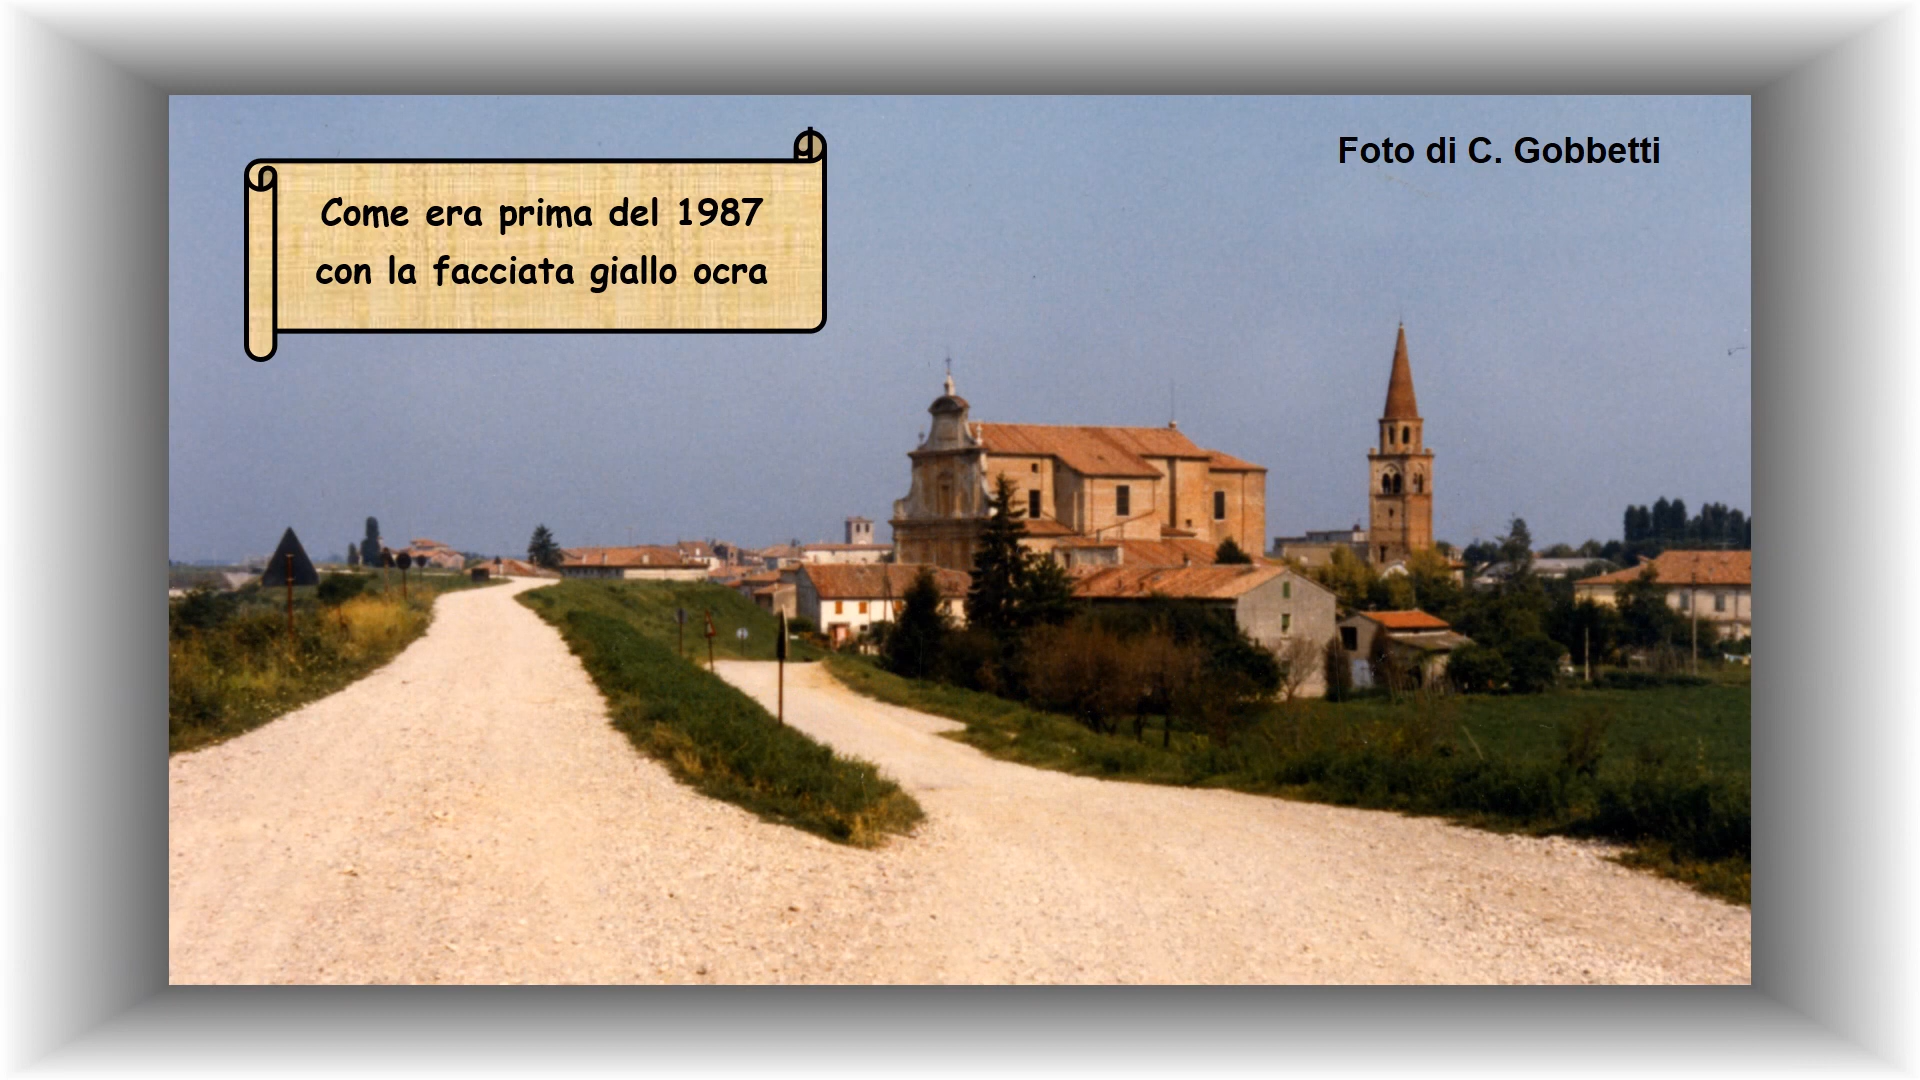 Come era prima del 1987
con la facciata giallo ocra
Foto di C. Gobbetti